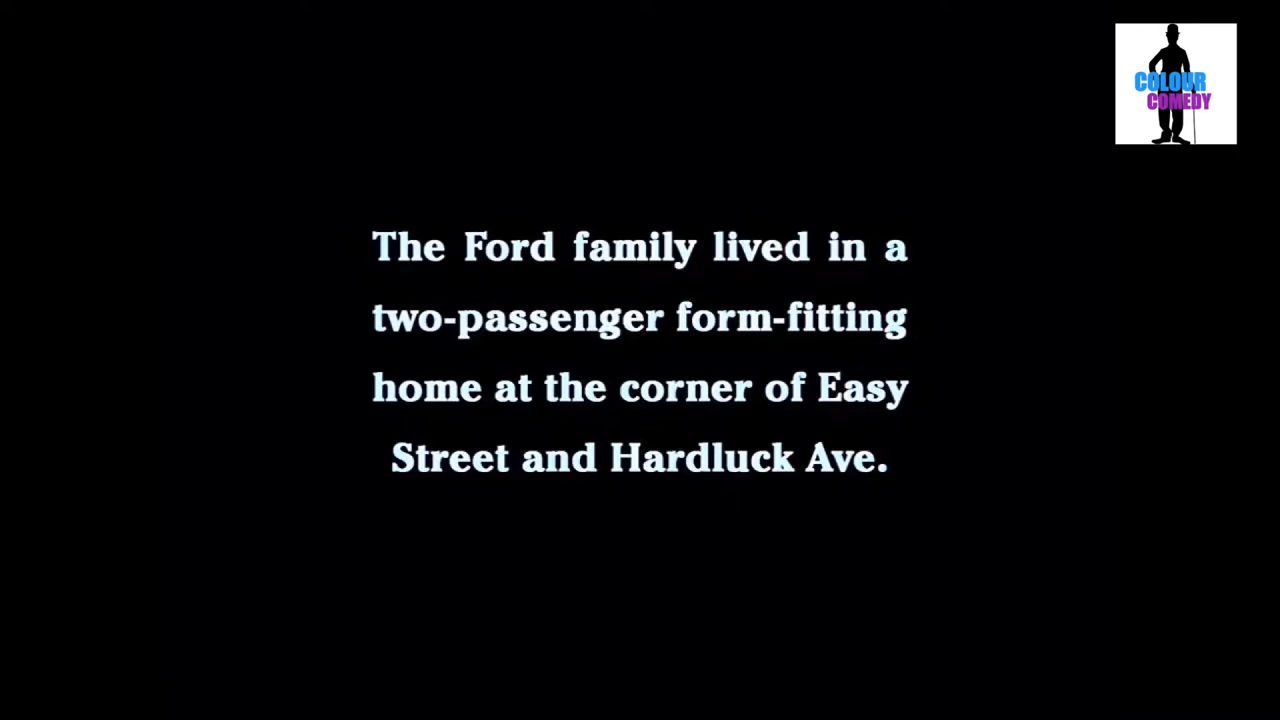 COLOUR
COMEDY
The Ford family lived in a
two-passenger form-fitting
home at the corner of Easy
Street and Hardluck Ave.